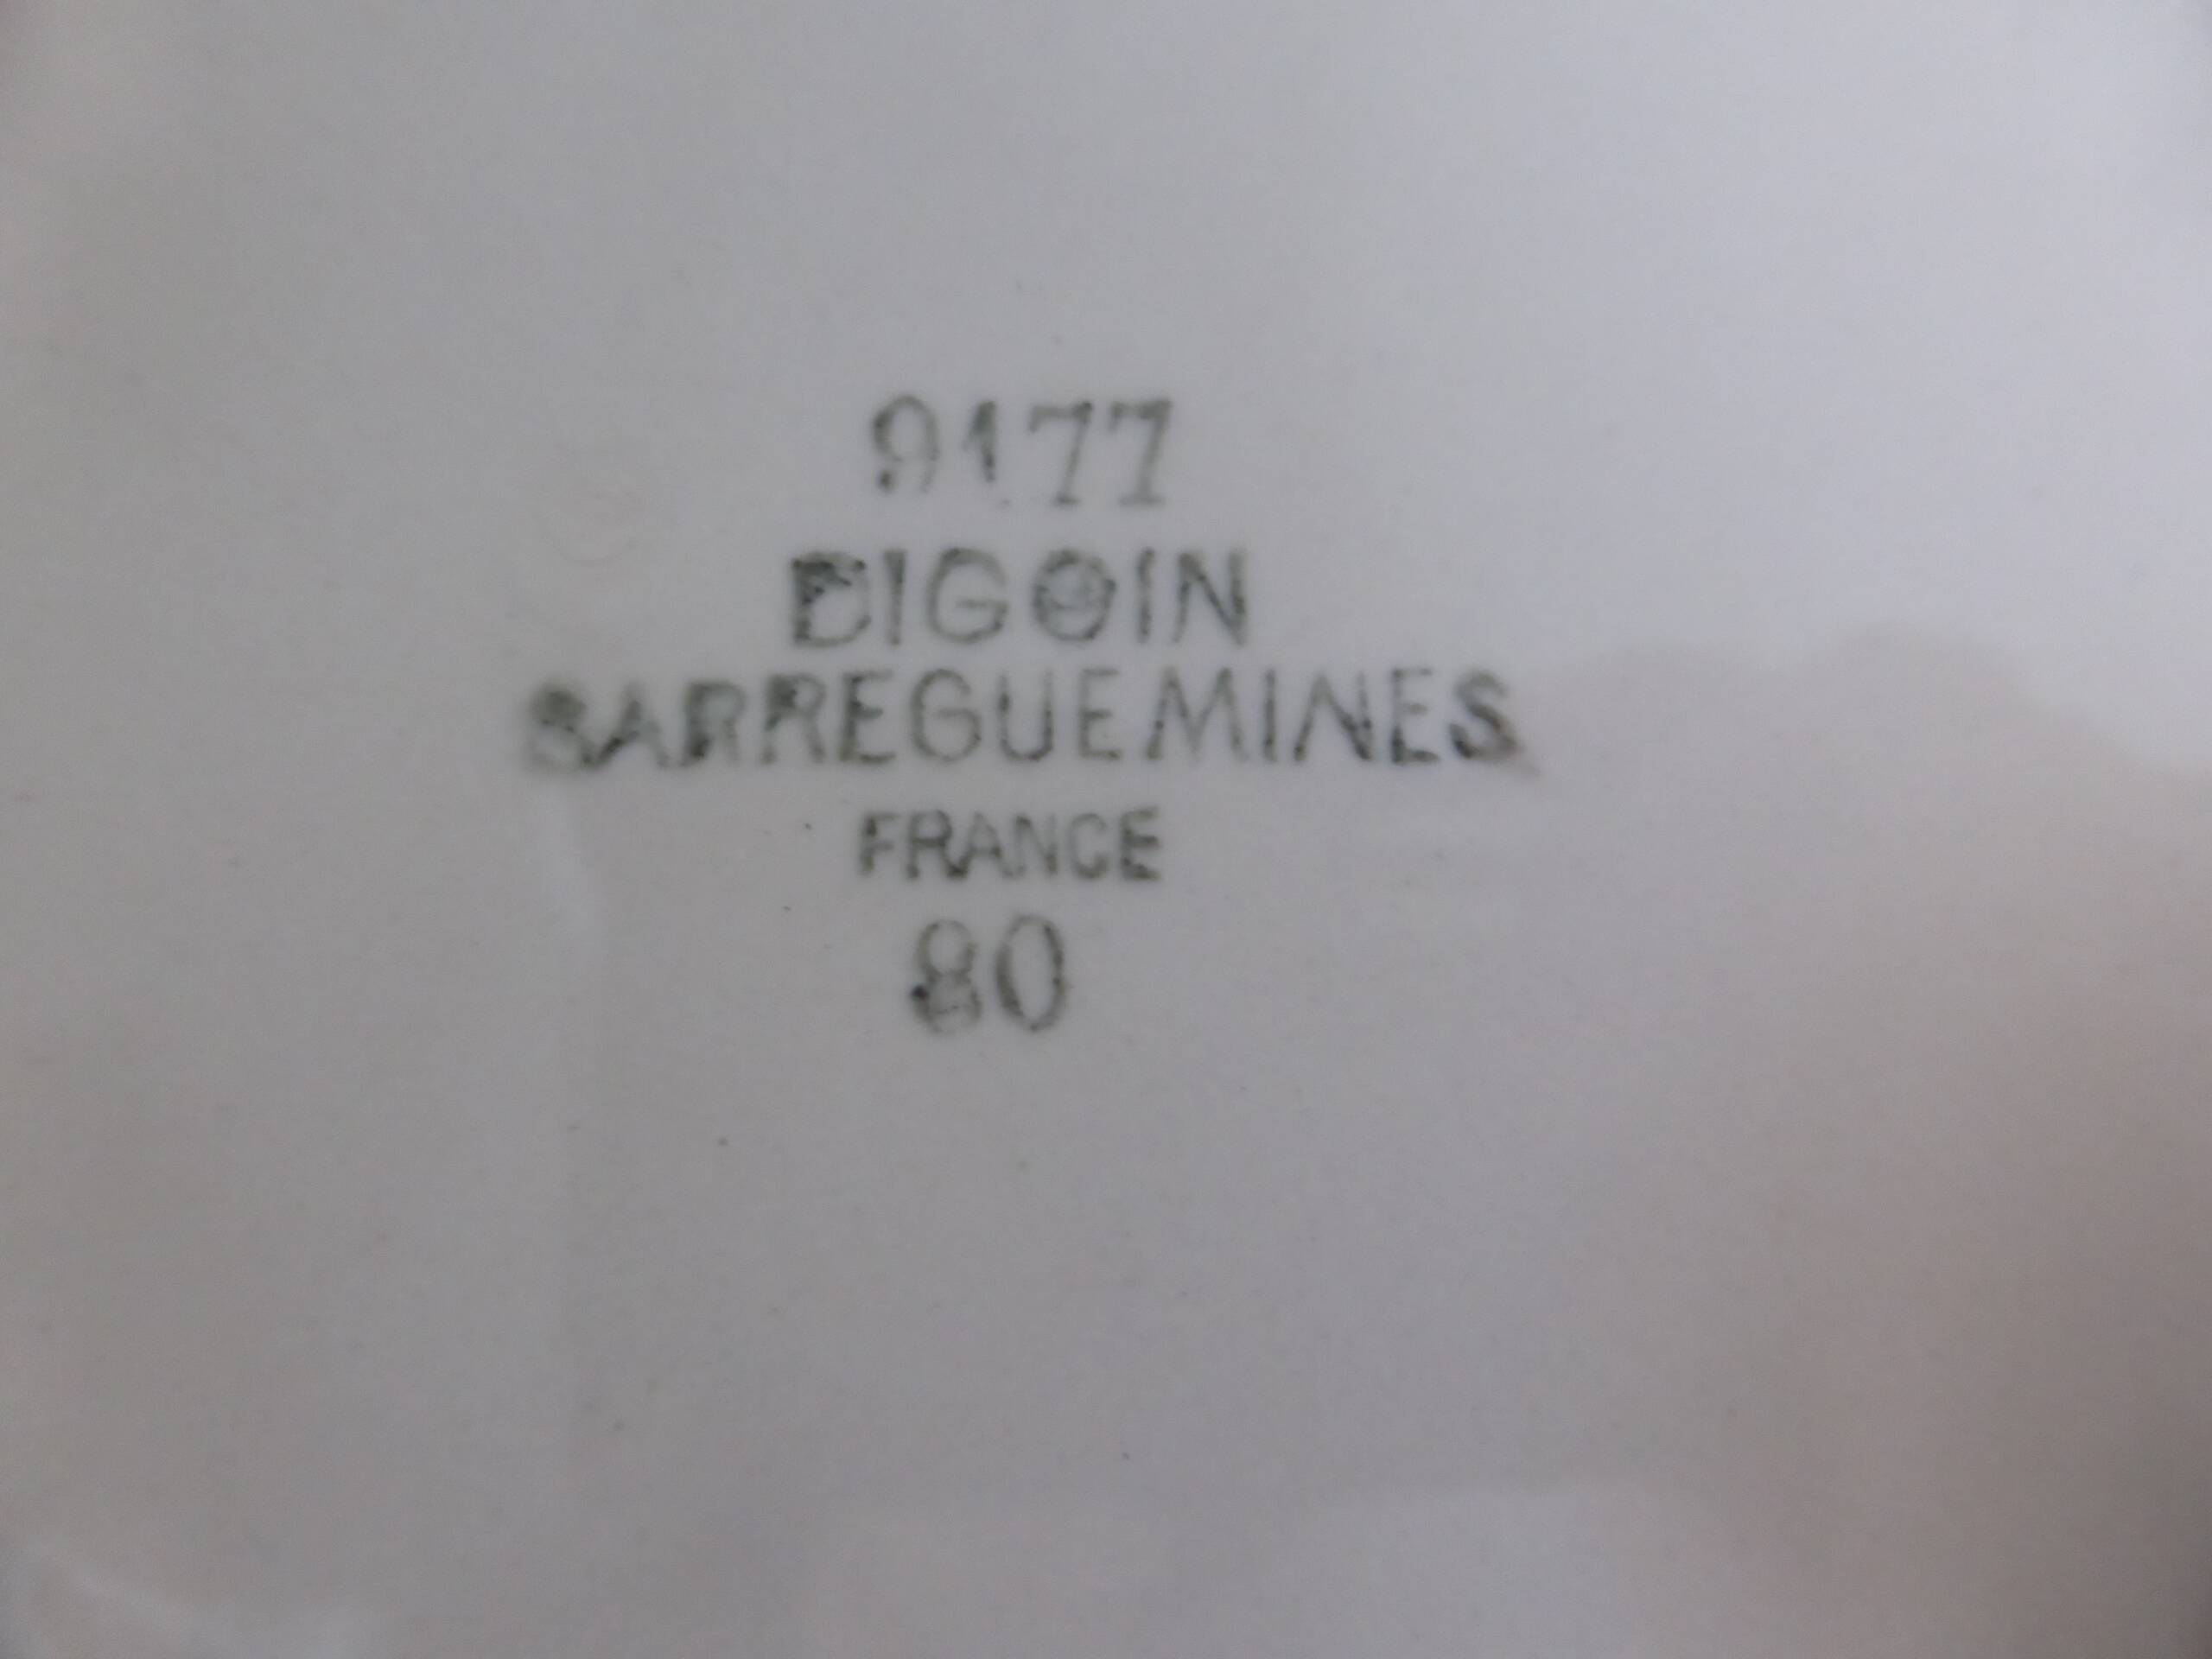 9177
DIGOIN
SARREGUEMINES
FRANCE
80